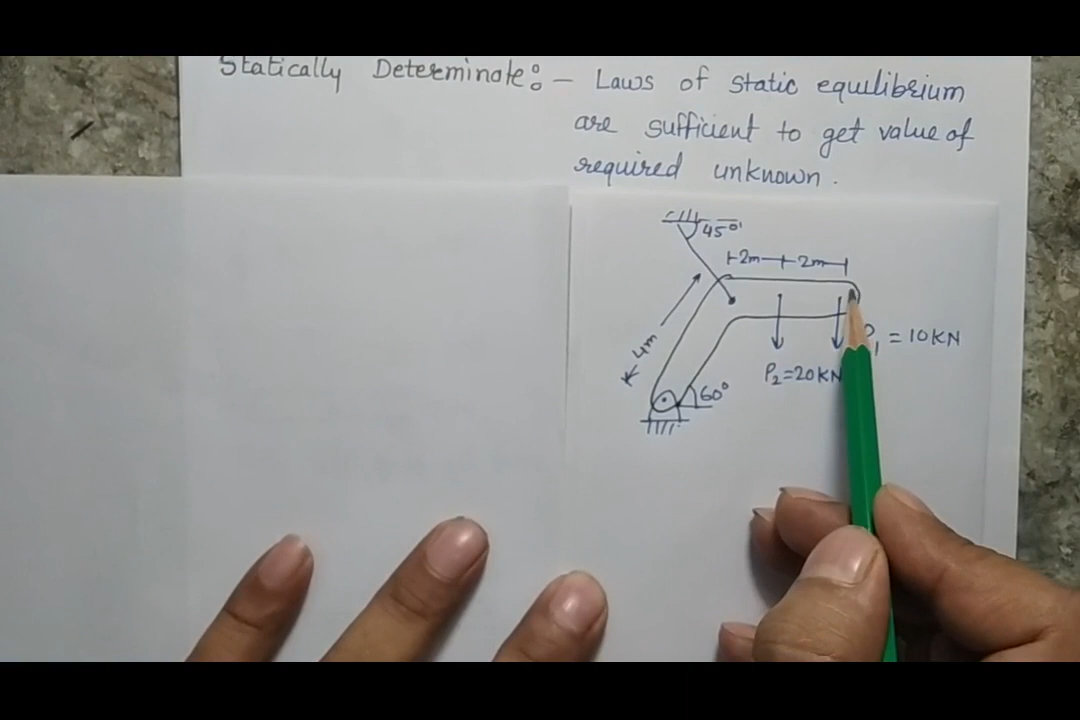 Statically Determinate:- Laws of static equilibrium
are sufficient to get value of
required unknown.
45°
2m 2m
4m
= 10KN
P2=20KN
60°